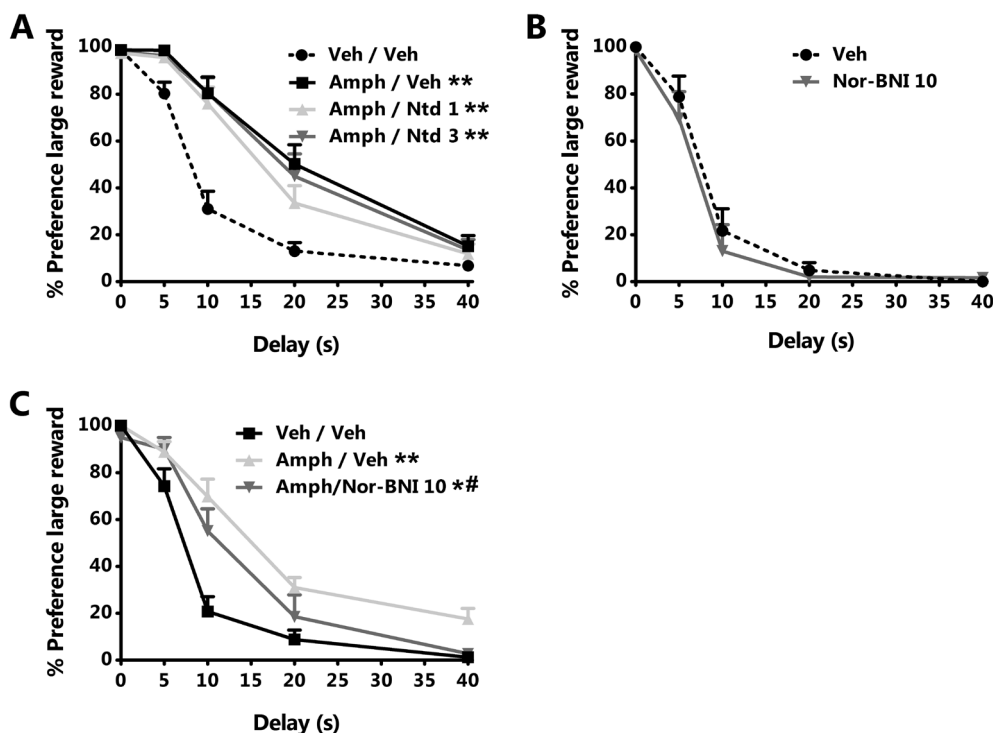 A
% Preference large reward
100
80
60
40
20
0
Veh / Veh
Amph / Veh **
Amph / Ntd 1 **
Amph / Ntd 3 **
0 5 10 15 20 25 30 35 40
Delay (s)
B
% Preference large reward
100
80
60
40
20
0
Veh
Nor-BNI 10
0 5 10 15 20 25 30 35 40
Delay (s)
C
% Preference large reward
100
80
60
40
20
0
Veh / Veh
Amph / Veh **
Amph/Nor-BNI 10 *#
0 5 10 15 20 25 30 35 40
Delay (s)